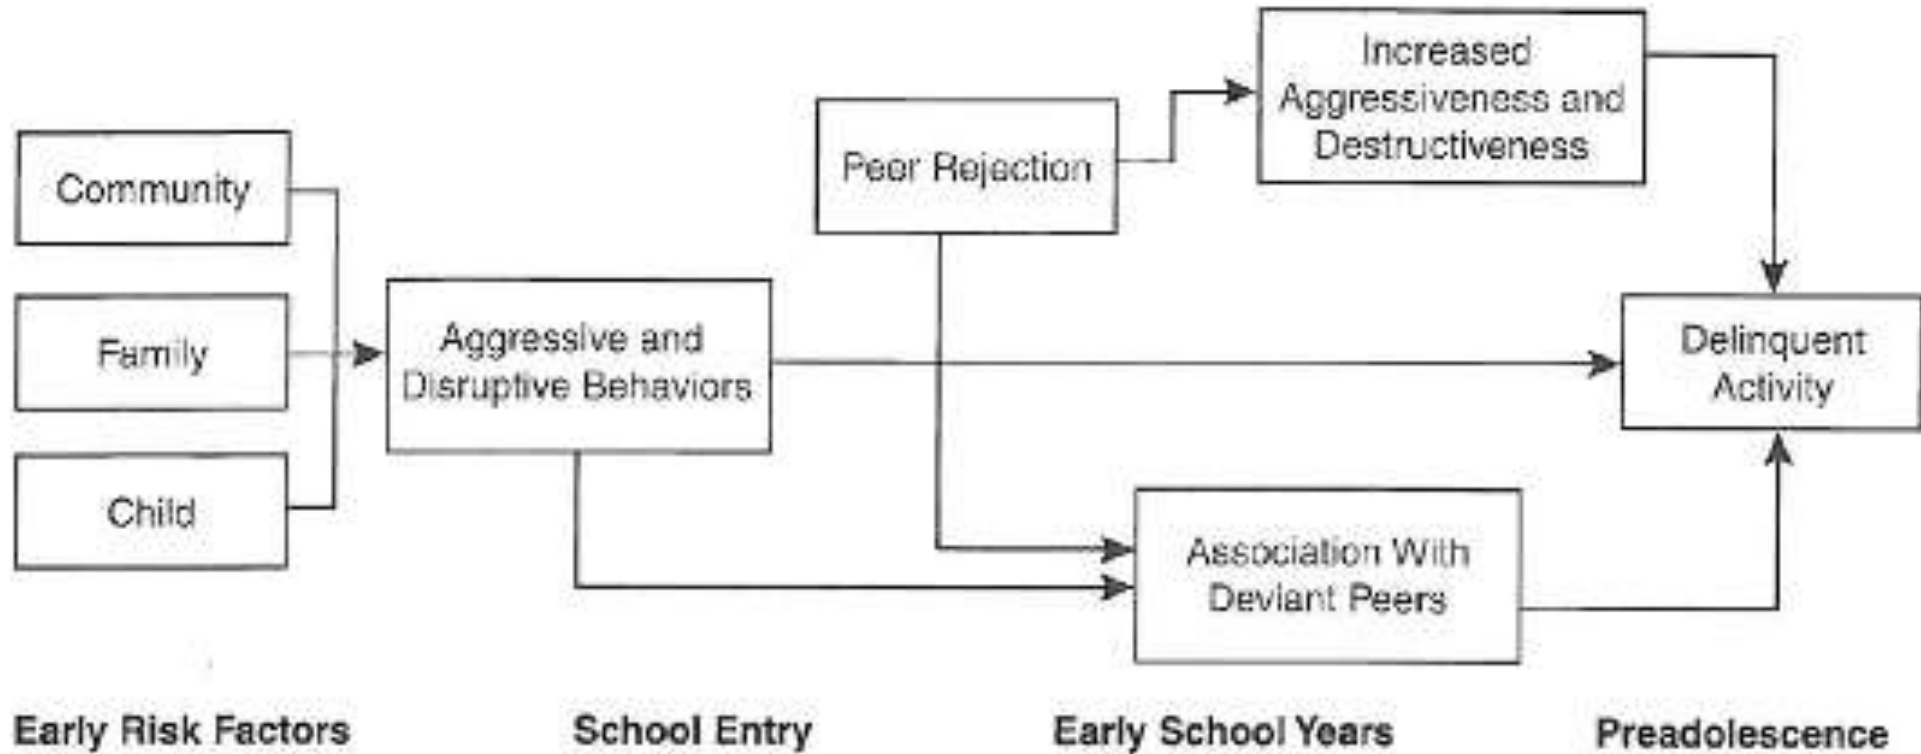 Increased
Aggressiveness and
Destructiveness
Peer Rejection
Community
Family
Child
Aggressive and
Disruptive Behaviors
Delinquent
Activity
Association With
Deviant Peers
Early Risk Factors
School Entry
Early School Years
Preadolescence